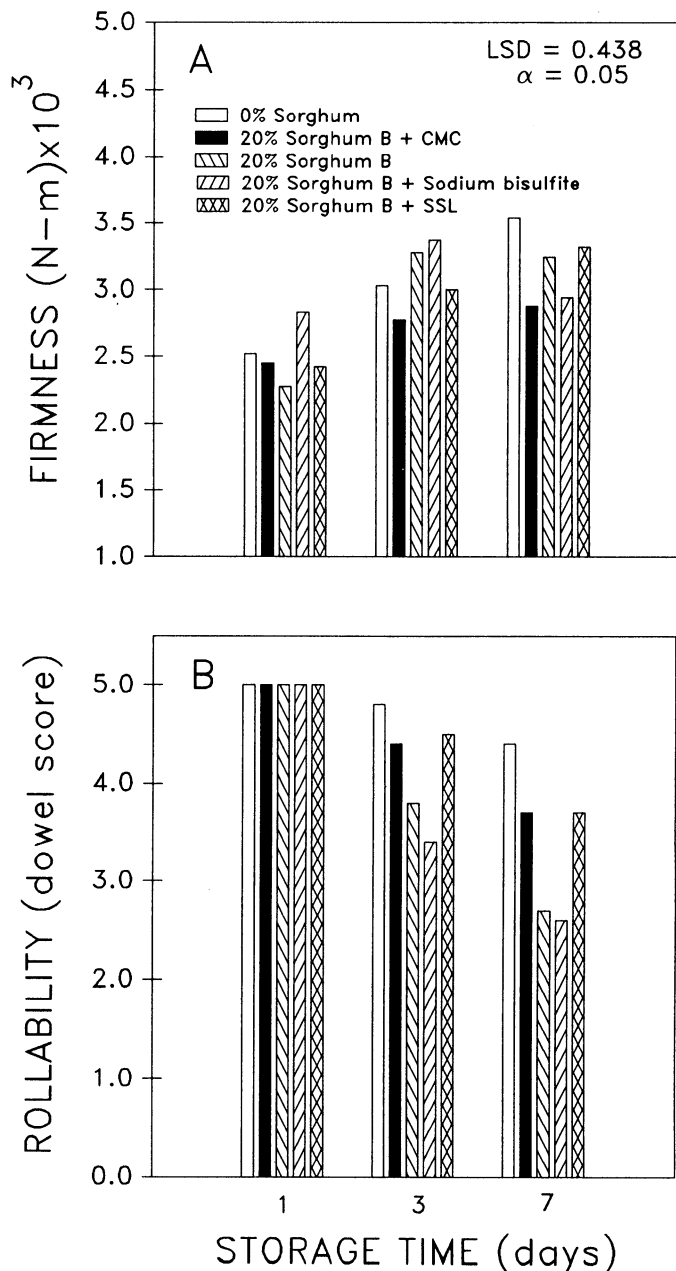 A
LSD = 0.438
α = 0.05
0% Sorghum
20% Sorghum B + CMC
20% Sorghum B
20% Sorghum B + Sodium bisulfite
20% Sorghum B + SSL
FIRMNESS (N-m)x10³
5.0
4.5
4.0
3.5
3.0
2.5
2.0
1.5
1.0
B
ROLLABILITY (dowel score)
5.0
4.0
3.0
2.0
1.0
0.0
1 3 7
STORAGE TIME (days)